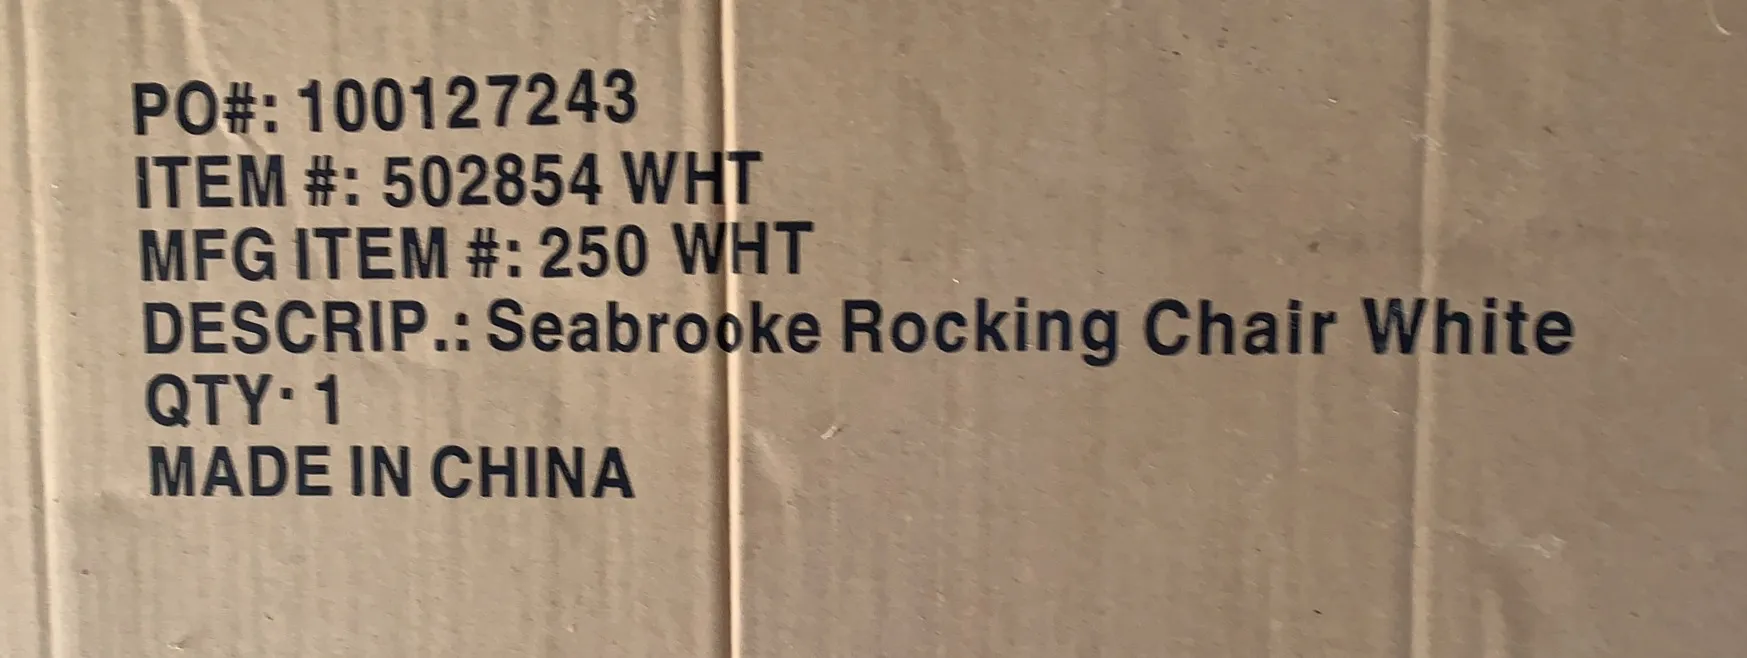 PO#: 100127243
ITEM #: 502854 WHT
MFG ITEM #: 250 WHT
DESCRIP.: Seabrooke Rocking Chair White
QTY: 1
MADE IN CHINA